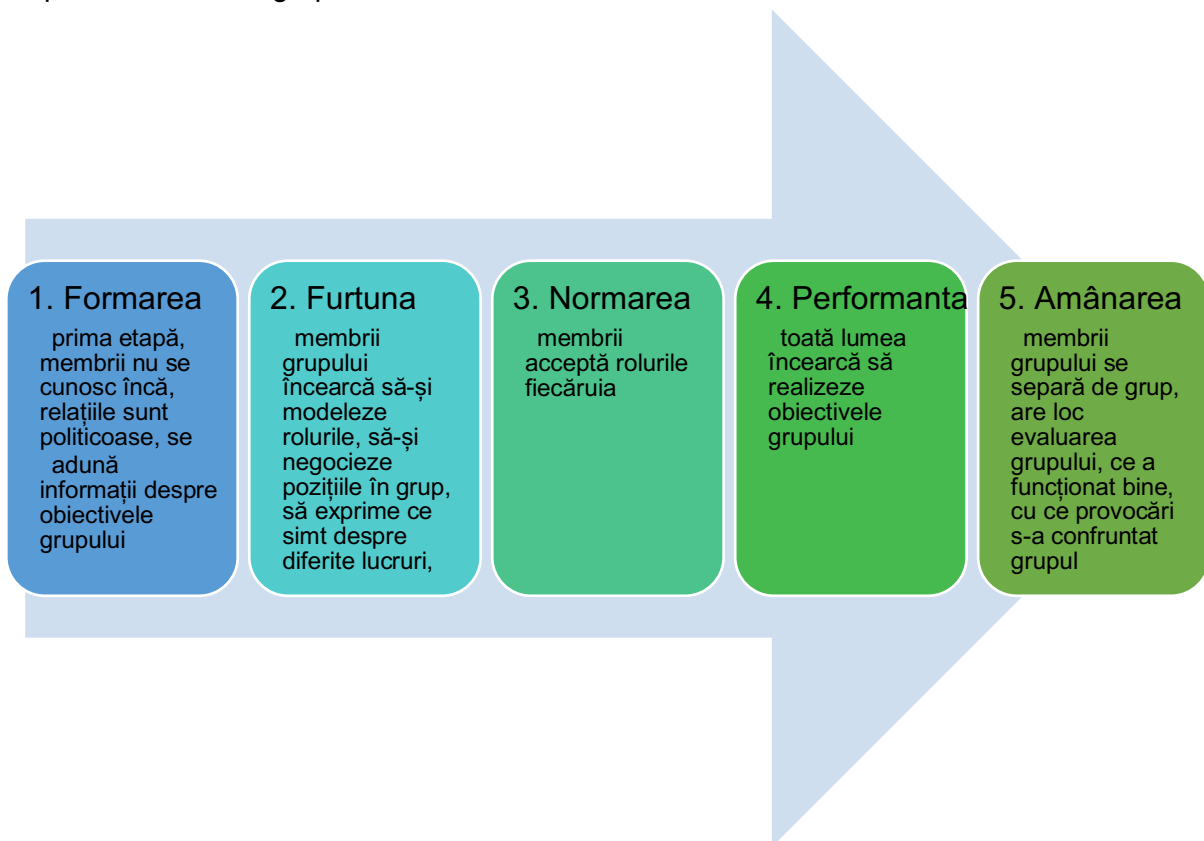 1. Formarea
prima etapă,
membrii nu se
cunosc încă,
relațiile sunt
politicoase, se
adună
informații despre
obiectivele
grupului
2. Furtuna
membrii
grupului
încearcă să-și
modeleze
rolurile, să-și
negocieze
pozițiile în grup,
să exprime ce
simt despre
diferite lucruri,
3. Normarea
membrii
acceptă rolurile
fiecăruia
4. Performanta
toată lumea
încearcă să
realizeze
obiectivele
grupului
5. Amânarea
membrii
grupului se
separă de grup,
are loc
evaluarea
grupului, ce a
funcționat bine,
cu ce provocări
s-a confruntat
grupul